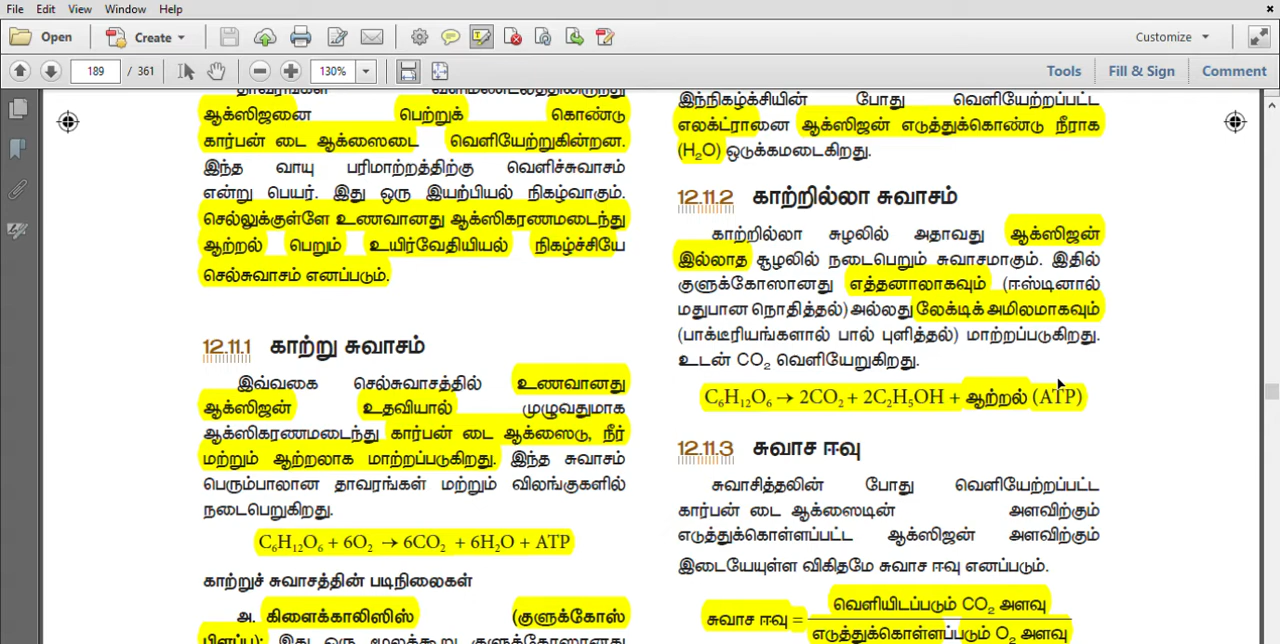 File Edit View Window Help
Open Create Customize
189 / 361 130% Tools Fill & Sign Comment
ஆக்ஸிஜனை பெற்றுக் கொண்டு
கார்பன் டை ஆக்ஸைடை வெளியேற்றுகின்றன.
இந்த வாயு பரிமாற்றத்திற்கு வெளிச்சுவாசம்
என்று பெயர். இது ஒரு இயற்பியல் நிகழ்வாகும்.
செல்லுக்குள்ளே உணவானது ஆக்ஸிகரணமடைந்து
ஆற்றல் பெறும் உயிர்வேதியியல் நிகழ்ச்சியே
செல்சுவாசம் எனப்படும்.
12.11.1 காற்று சுவாசம்
இவ்வகை செல்சுவாசத்தில் உணவானது
ஆக்ஸிஜன் உதவியால் முழுவதுமாக
ஆக்ஸிகரணமடைந்து கார்பன் டை ஆக்ஸைடு, நீர்
மற்றும் ஆற்றலாக மாற்றப்படுகிறது. இந்த சுவாசம்
பெரும்பாலான தாவரங்கள் மற்றும் விலங்குகளில்
நடைபெறுகிறது.
C₆H₁₂O₆ + 6O₂ → 6CO₂ + 6H₂O + ATP
காற்றுச் சுவாசத்தின் படிநிலைகள்
அ. கிளைக்காலிஸிஸ் (குளுக்கோஸ்
பிளப்பு): இது ஒரு மூலக்கூறு குளுக்கோஸானது
இந்நிகழ்ச்சியின் போது வெளியேற்றப்பட்ட
எலக்ட்ரானை ஆக்ஸிஜன் எடுத்துக்கொண்டு நீராக
(H₂O) ஒடுக்கமடைகிறது.
12.11.2 காற்றில்லா சுவாசம்
காற்றில்லா சுழலில் அதாவது ஆக்ஸிஜன்
இல்லாத சூழலில் நடைபெறும் சுவாசமாகும். இதில்
குளுக்கோஸானது எத்தனாலாகவும் (ஈஸ்டினால்
மதுபான நொதித்தல்) அல்லது லேக்டிக் அமிலமாகவும்
(பாக்டீரியங்களால் பால் புளித்தல்) மாற்றப்படுகிறது.
உடன் CO₂ வெளியேறுகிறது.
C₆H₁₂O₆ → 2CO₂ + 2C₂H₅OH + ஆற்றல் (ATP)
12.11.3 சுவாச ஈவு
சுவாசித்தலின் போது வெளியேற்றப்பட்ட
கார்பன் டை ஆக்ஸைடின் அளவிற்கும்
எடுத்துக்கொள்ளப்பட்ட ஆக்ஸிஜன் அளவிற்கும்
இடையேயுள்ள விகிதமே சுவாச ஈவு எனப்படும்.
வெளியிடப்படும் CO₂ அளவு
சுவாச ஈவு =
எடுத்துக்கொள்ளப்படும் O₂ அளவு